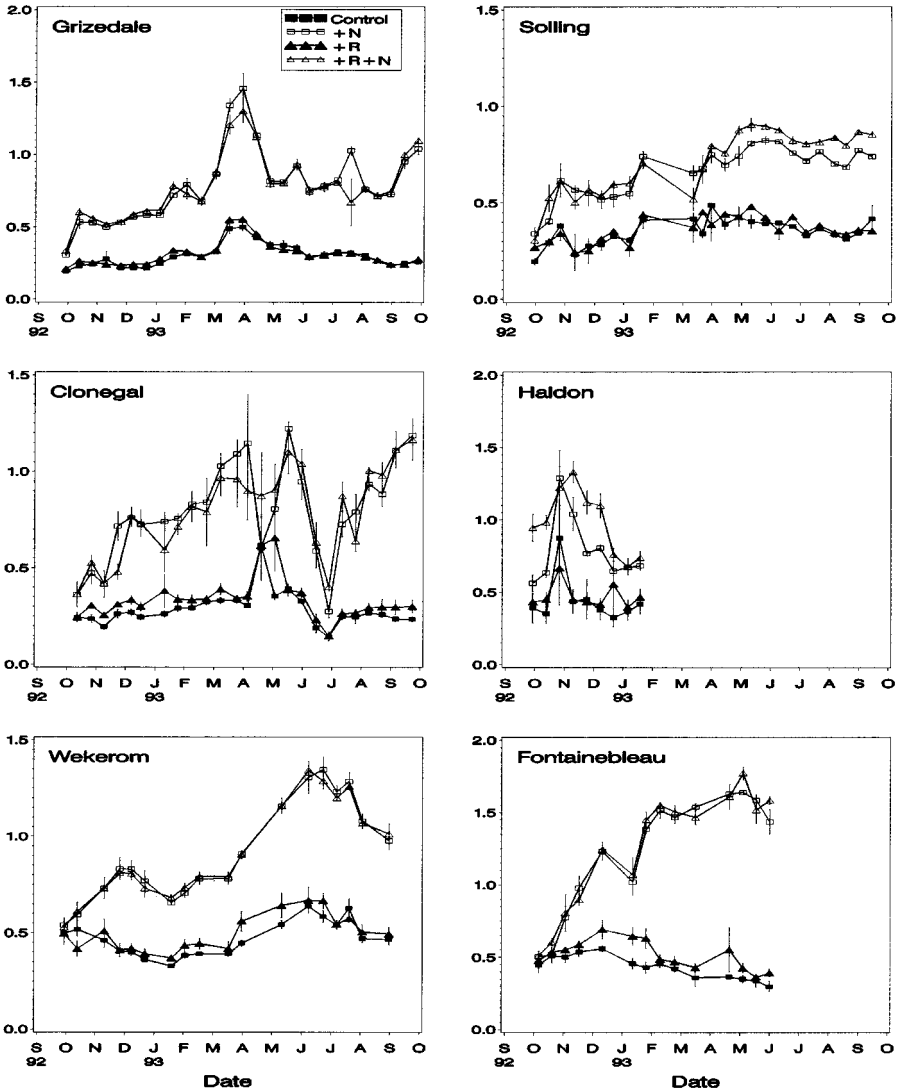 2.0 Grizedale Control
+N
+R
+R+N
1.5
1.0
0.5
0.0
S O N D J F M A M J J A S O
92 93
1.5 Solling
1.0
0.5
0.0
S O N D J F M A M J J A S O
92 93
1.5 Clonegal
1.0
0.5
0.0
S O N D J F M A M J J A S O
92 93
2.0 Haldon
1.5
1.0
0.5
0.0
S O N D J F M A M J J A S O
92 93
1.5 Wekerom
1.0
0.5
0.0
S O N D J F M A M J J A S O
92 93
Date
2.0 Fontainebleau
1.5
1.0
0.5
0.0
S O N D J F M A M J J A S O
92 93
Date